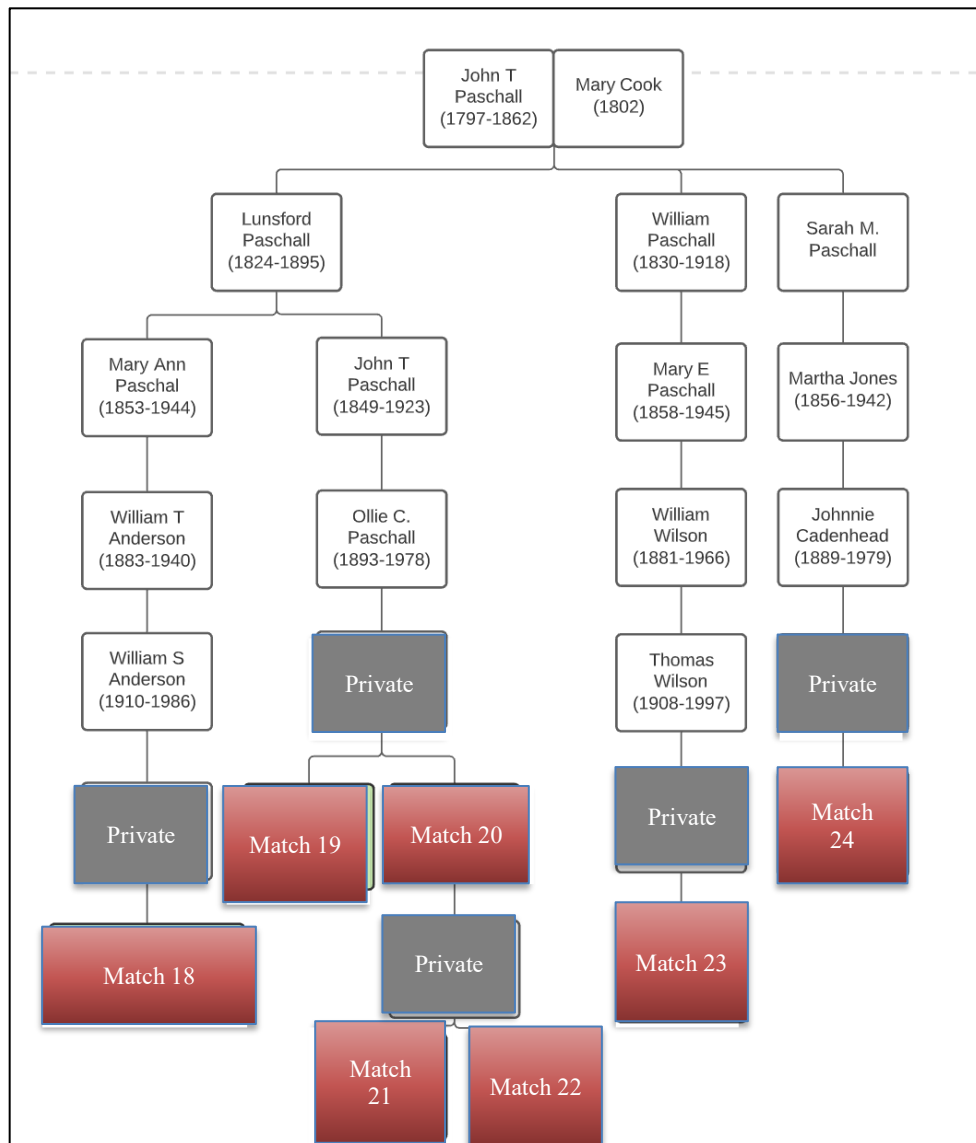 John T
Paschall
(1797-1862)
Mary Cook
(1802)
Lunsford
Paschall
(1824-1895)
William
Paschall
(1830-1918)
Sarah M.
Paschall
Mary Ann
Paschal
(1853-1944)
John T
Paschall
(1849-1923)
Mary E
Paschall
(1858-1945)
Martha Jones
(1856-1942)
William T
Anderson
(1883-1940)
Ollie C.
Paschall
(1893-1978)
William
Wilson
(1881-1966)
Johnnie
Cadenhead
(1889-1979)
William S
Anderson
(1910-1986)
Private
Thomas
Wilson
(1908-1997)
Private
Private
Match 19
Match 20
Private
Match
24
Match 18
Private
Match 23
Match
21
Match 22